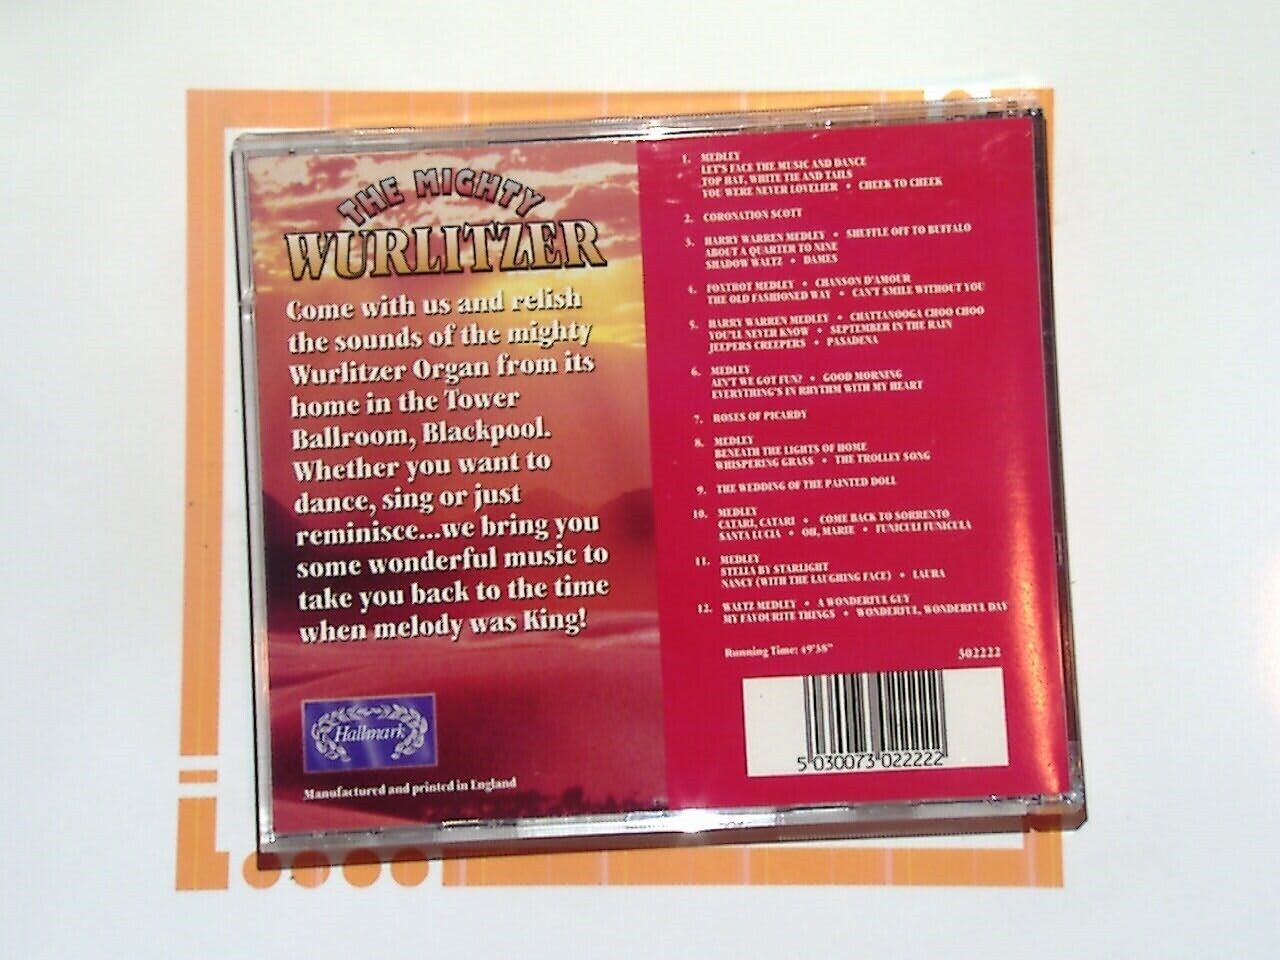 THE MIGHTY
WURLITZER
Come with us and relish
the sounds of the mighty
Wurlitzer Organ from its
home in the Tower
Ballroom, Blackpool.
Whether you want to
dance, sing or just
reminisce...we bring you
some wonderful music to
take you back to the time
when melody was King!
Hallmark
Manufactured and printed in England
1. MEDLEY
LET'S FACE THE MUSIC AND DANCE
TOP HAT, WHITE TIE AND TAILS
YOU WERE NEVER LOVELIER • CHEEK TO CHEEK
2. CORONATION SCOTT
3. HARRY WARREN MEDLEY • SHUFFLE OFF TO BUFFALO
ABOUT A QUARTER TO NINE
SHADOW WALTZ • DAMES
4. FOXTROT MEDLEY • CHANSON D'AMOUR
THE OLD FASHIONED WAY • CAN'T SMILE WITHOUT YOU
5. HARRY WARREN MEDLEY • CHATTANOOGA CHOO CHOO
YOU'LL NEVER KNOW • SEPTEMBER IN THE RAIN
JEEPERS CREEPERS • PASADENA
6. MEDLEY
AIN'T WE GOT FUN? • GOOD MORNING
EVERYTHING'S IN RHYTHM WITH MY HEART
7. ROSES OF PICARDY
8. MEDLEY
BENEATH THE LIGHTS OF HOME
WHISPERING GRASS • THE TROLLEY SONG
9. THE WEDDING OF THE PAINTED DOLL
10. MEDLEY
CATARI, CATARI • COME BACK TO SORRENTO
SANTA LUCIA • OH, MARIE • FUNICULI FUNICULA
11. MEDLEY
STELLA BY STARLIGHT
NANCY (WITH THE LAUGHING FACE) • LAURA
12. WALTZ MEDLEY • A WONDERFUL GUY
MY FAVOURITE THINGS • WONDERFUL, WONDERFUL DAY
Running Time: 49'38"
302222
5 030073 022222